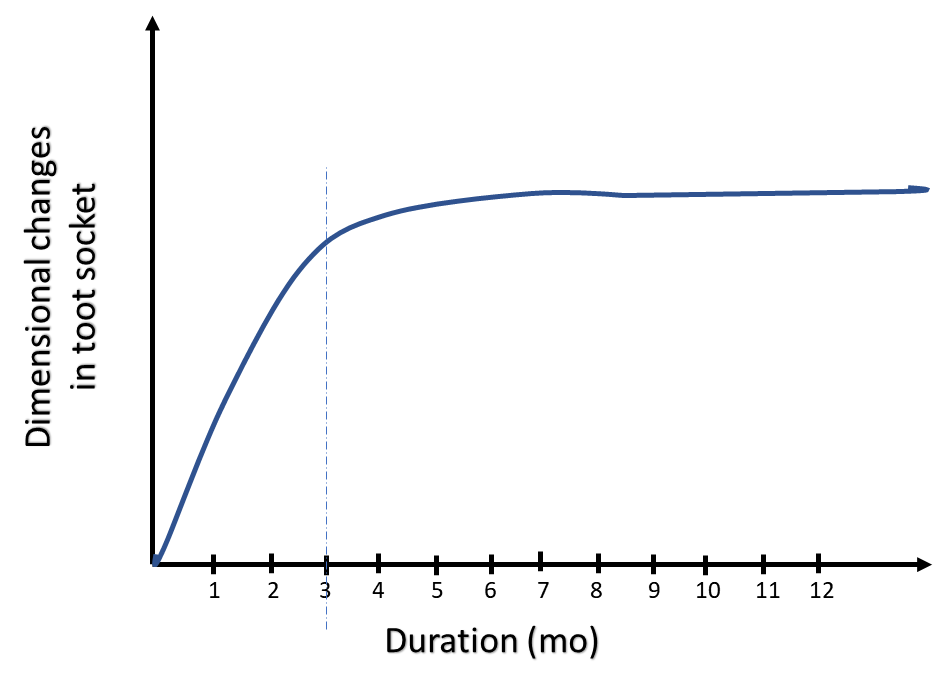 Dimensional changes
in toot socket
1 2 3 4 5 6 7 8 9 10 11 12
Duration (mo)